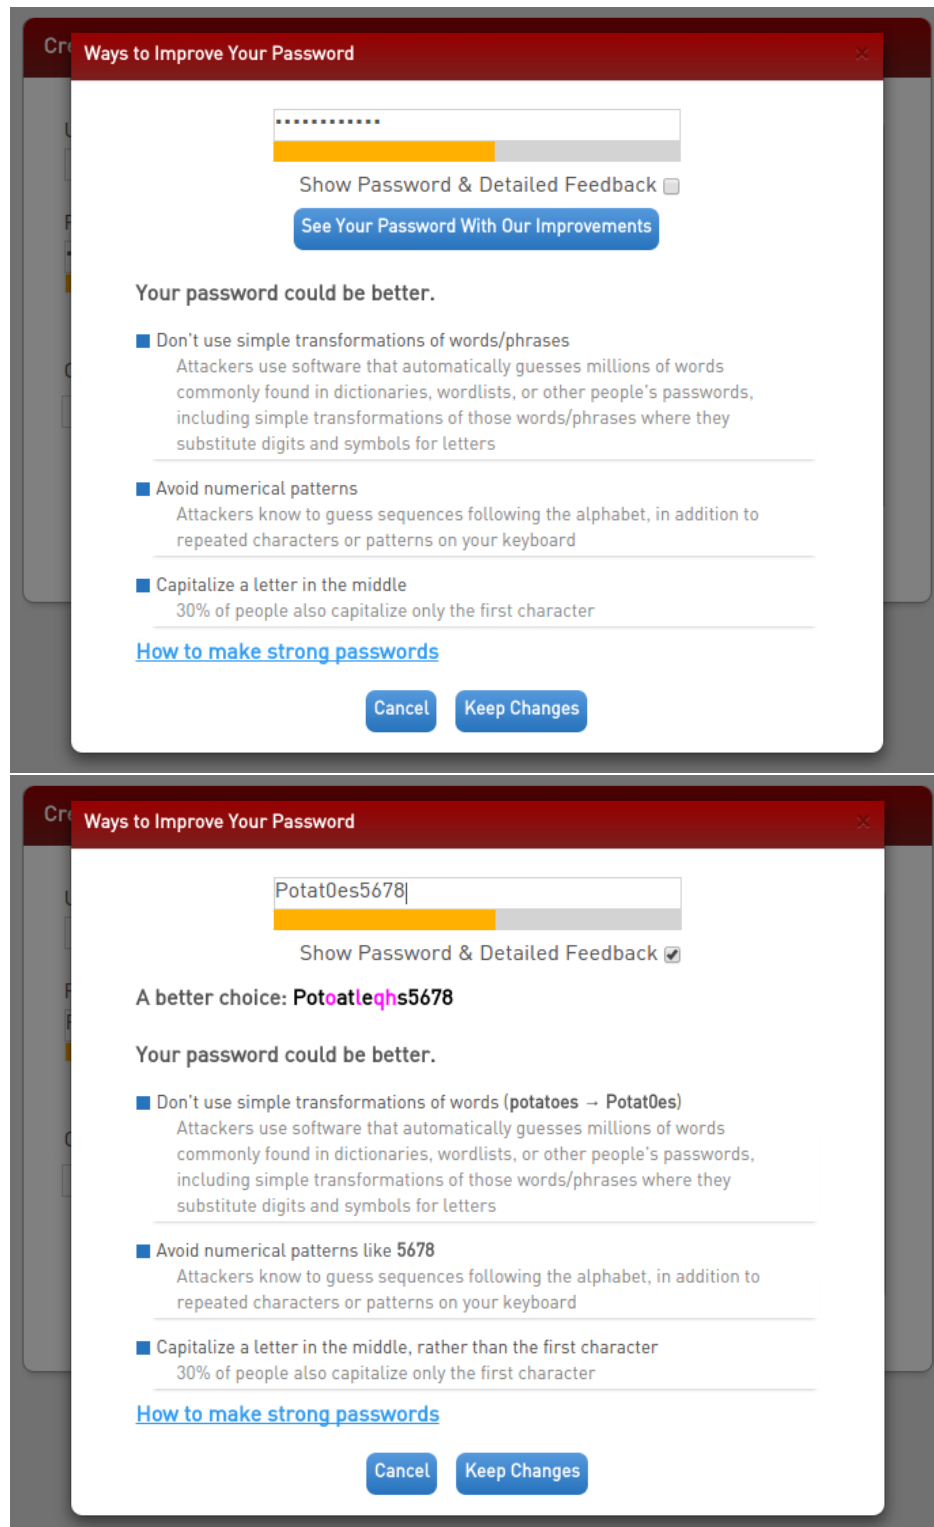 Cre
Ways to Improve Your Password
×
············
Show Password & Detailed Feedback
See Your Password With Our Improvements
Your password could be better.
Don't use simple transformations of words/phrases
Attackers use software that automatically guesses millions of words
commonly found in dictionaries, wordlists, or other people's passwords,
including simple transformations of those words/phrases where they
substitute digits and symbols for letters
Avoid numerical patterns
Attackers know to guess sequences following the alphabet, in addition to
repeated characters or patterns on your keyboard
Capitalize a letter in the middle
30% of people also capitalize only the first character
How to make strong passwords
Cancel Keep Changes
Cre
Ways to Improve Your Password
×
Potat0es5678
Show Password & Detailed Feedback
A better choice: Potoatleqhs5678
Your password could be better.
Don't use simple transformations of words (potatoes → Potat0es)
Attackers use software that automatically guesses millions of words
commonly found in dictionaries, wordlists, or other people's passwords,
including simple transformations of those words/phrases where they
substitute digits and symbols for letters
Avoid numerical patterns like 5678
Attackers know to guess sequences following the alphabet, in addition to
repeated characters or patterns on your keyboard
Capitalize a letter in the middle, rather than the first character
30% of people also capitalize only the first character
How to make strong passwords
Cancel Keep Changes